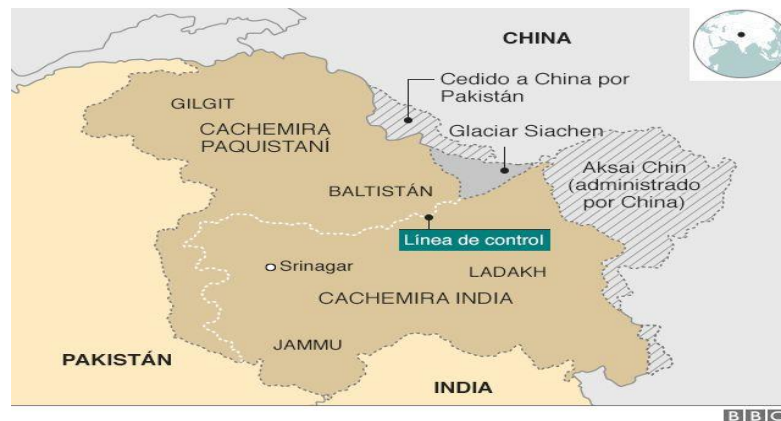 CHINA
Cedido a China por
Pakistán
GILGIT
CACHEMIRA
PAQUISTANÍ
Glaciar Siachen
Aksai Chin
(administrado
por China)
BALTISTÁN
Línea de control
Srinagar
LADAKH
CACHEMIRA INDIA
JAMMU
PAKISTÁN
INDIA
BBC